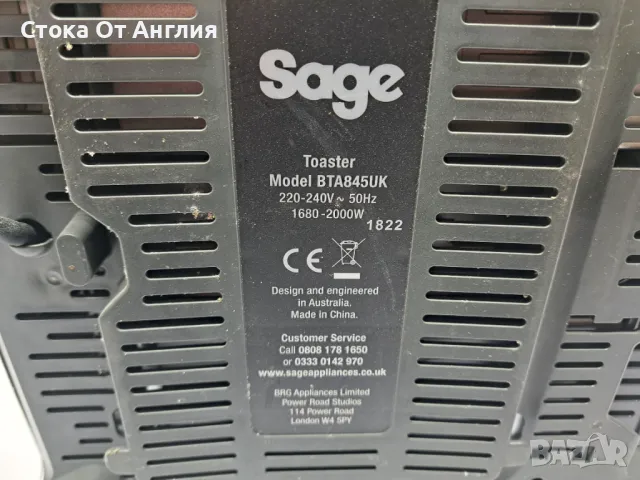 Стока От Англия
Sage
Toaster
Model BTA845UK
220-240V ~ 50Hz
1680-2000W
1822
CE
Design and engineered
in Australia.
Made in China.
Customer Service
Call 0808 178 1650
or 0333 0142 970
www.sageappliances.co.uk
BRG Appliances Limited
Power Road Studios
114 Power Road
London W4 5PY
bazar